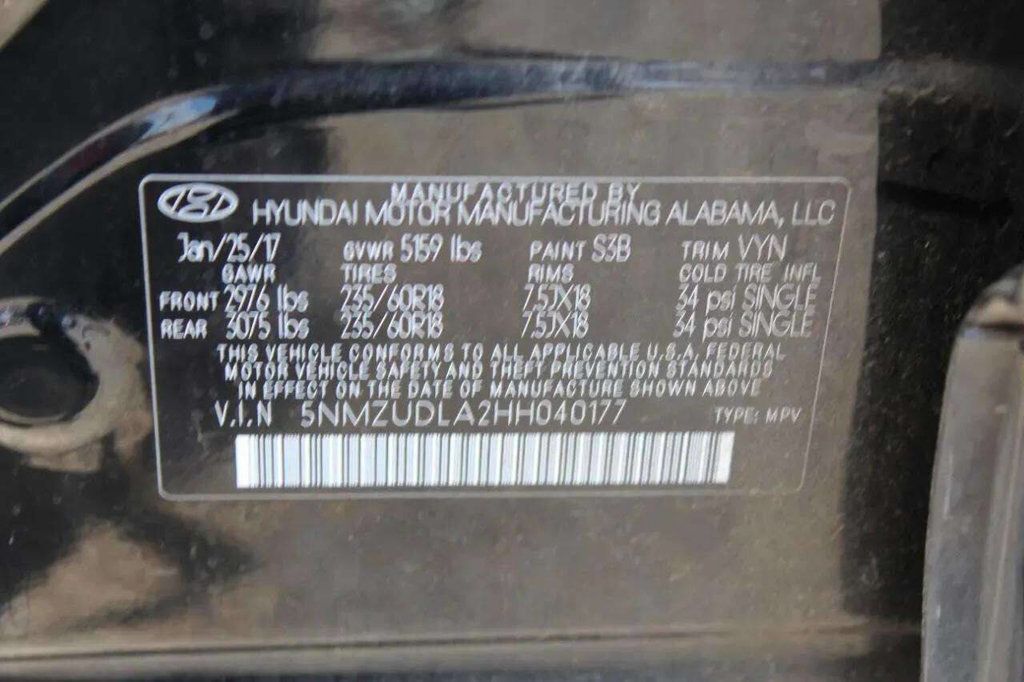 MANUFACTURED BY
HYUNDAI MOTOR MANUFACTURING ALABAMA, LLC
Jan/25/17 GVWR 5159 lbs PAINT S3B TRIM VYN
GAWR TIRES RIMS COLD TIRE INFL
FRONT 2976 lbs 235/60R18 7.5JX18 34 psi SINGLE
REAR 3075 lbs 235/60R18 7.5JX18 34 psi SINGLE
THIS VEHICLE CONFORMS TO ALL APPLICABLE U.S.A. FEDERAL
MOTOR VEHICLE SAFETY AND THEFT PREVENTION STANDARDS
IN EFFECT ON THE DATE OF MANUFACTURE SHOWN ABOVE
V.I.N 5NMZUDLA2HH040177 TYPE: MPV